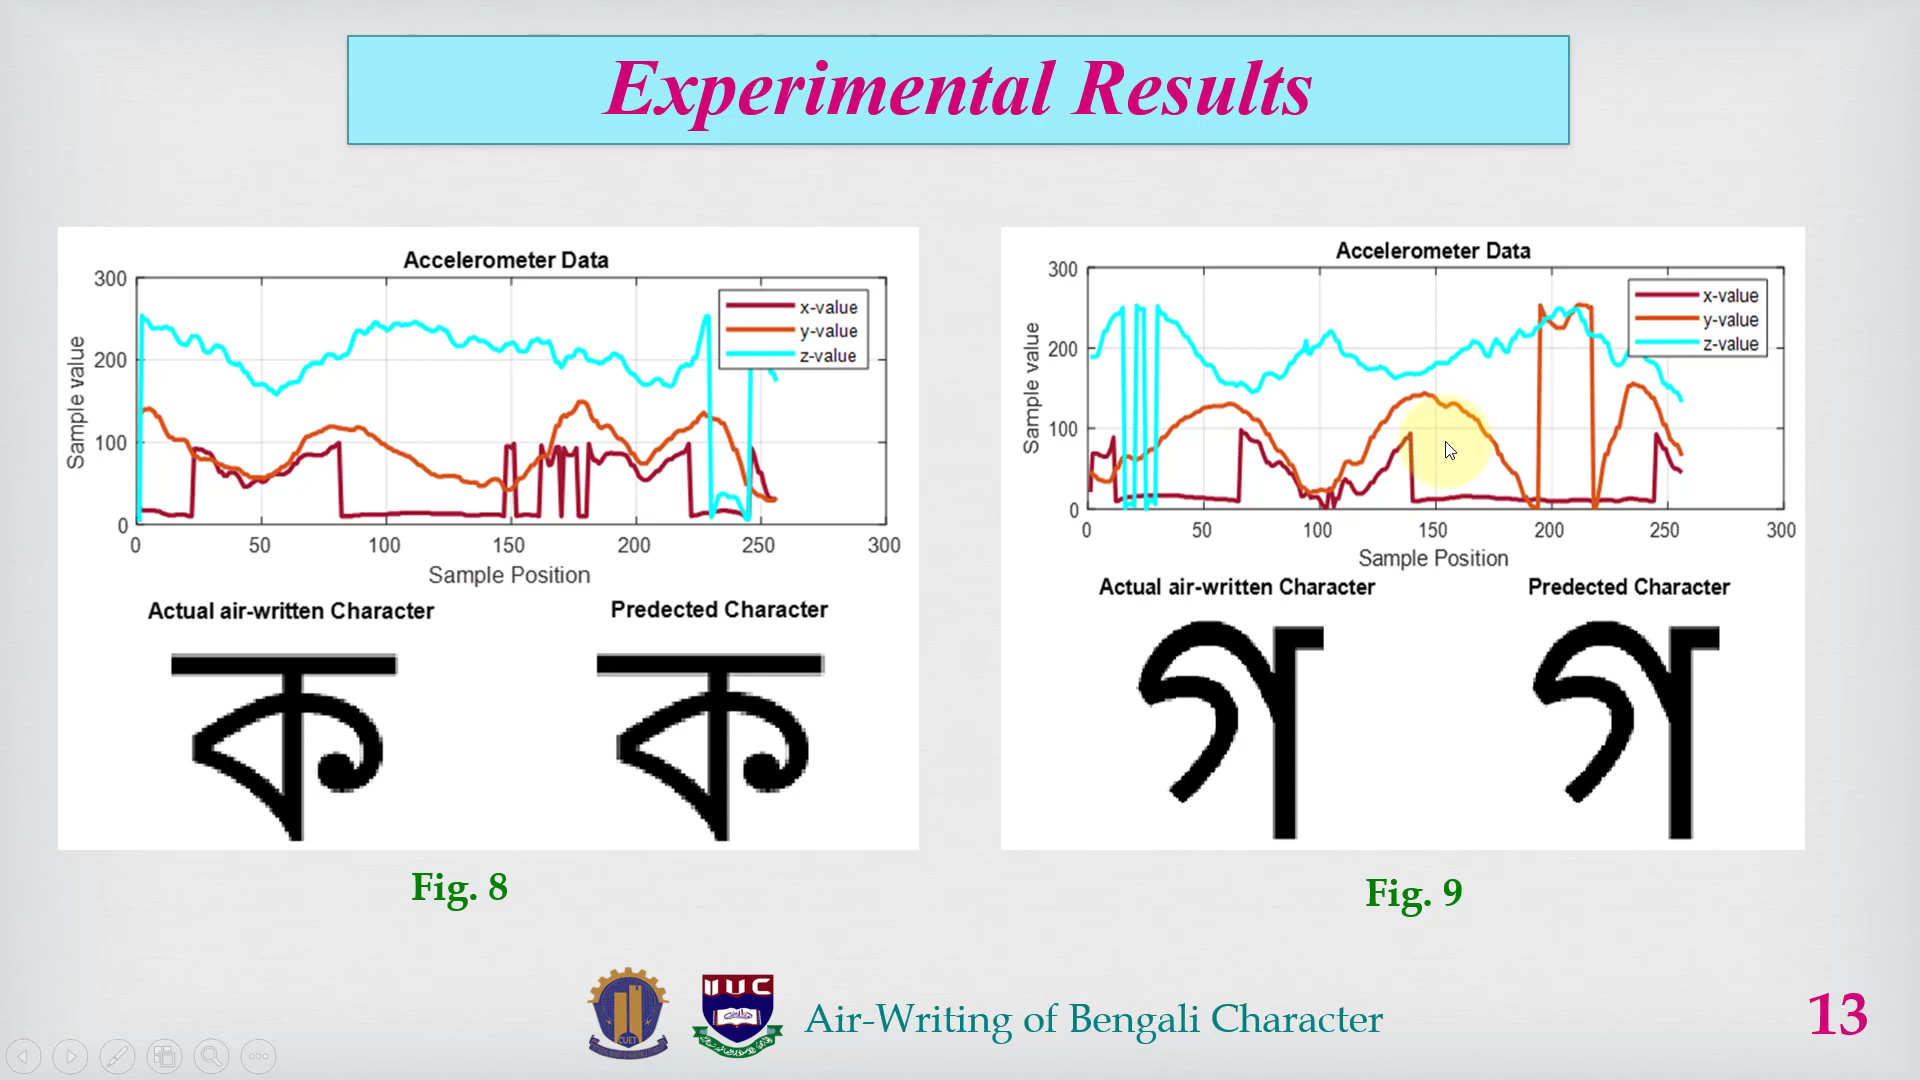 Experimental Results
Accelerometer Data
300
200
100
0
Sample value
0 50 100 150 200 250 300
Sample Position
x-value
y-value
z-value
Actual air-written Character
Predected Character
ক
ক
Fig. 8
Accelerometer Data
300
200
100
0
Sample value
0 50 100 150 200 250 300
Sample Position
x-value
y-value
z-value
Actual air-written Character
Predected Character
গ
গ
Fig. 9
CUET
IIUC
Air-Writing of Bengali Character
13